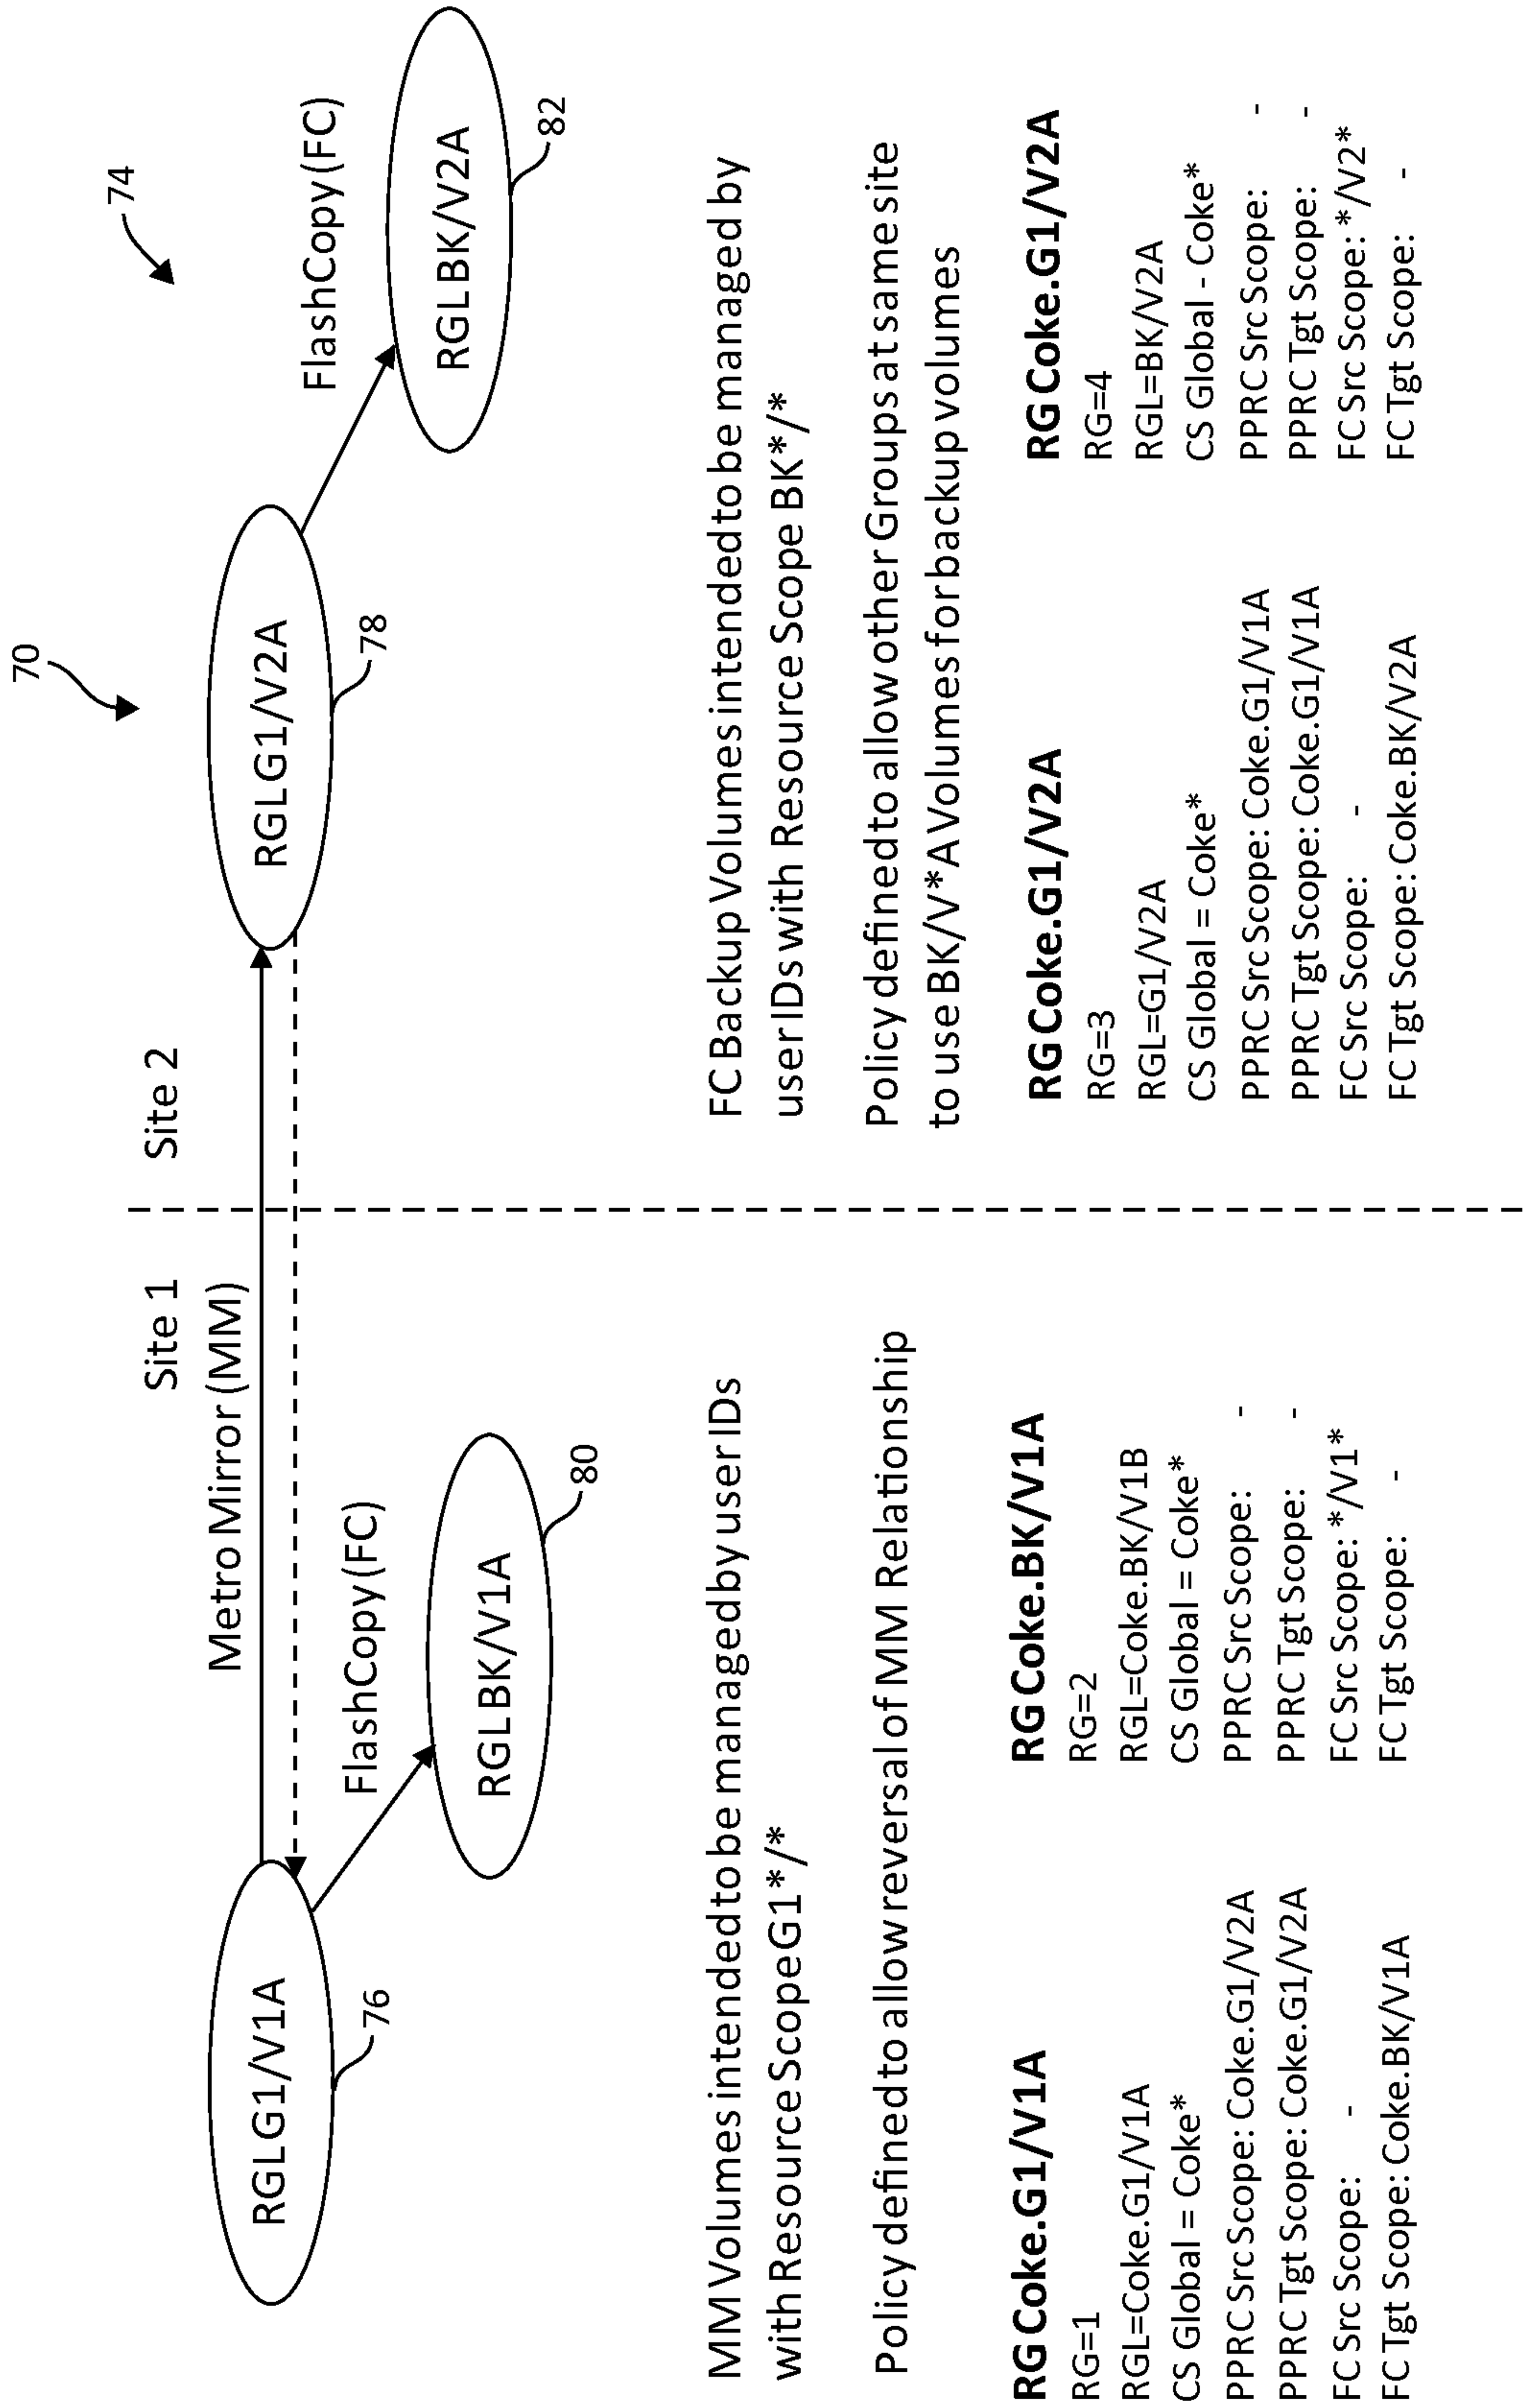 70
74
Site 1
Site 2
Metro Mirror (MM)
RGLG1/V1A
76
FlashCopy (FC)
RGLBK/V1A
80
RGLG1/V2A
78
FlashCopy (FC)
RGLBK/V2A
82
MM Volumes intended to be managed by user IDs
with Resource Scope G1*/*
Policy defined to allow reversal of MM Relationship
FC Backup Volumes intended to be managed by
user IDs with Resource Scope BK*/*
Policy defined to allow other Groups at same site
to use BK/V*A Volumes for backup volumes
RG Coke.G1/V1A
RG=1
RGL=Coke.G1/V1A
CS Global = Coke*
PPRC Src Scope: Coke.G1/V2A
PPRC Tgt Scope: Coke.G1/V2A
FC Src Scope: -
FC Tgt Scope: Coke.BK/V1A
RG Coke.BK/V1A
RG=2
RGL=Coke.BK/V1B
CS Global = Coke*
PPRC Src Scope: -
PPRC Tgt Scope: -
FC Src Scope: */V1*
FC Tgt Scope: -
RG Coke.G1/V2A
RG=3
RGL=G1/V2A
CS Global = Coke*
PPRC Src Scope: Coke.G1/V1A
PPRC Tgt Scope: Coke.G1/V1A
FC Src Scope: -
FC Tgt Scope: Coke.BK/V2A
RG Coke.G1/V2A
RG=4
RGL=BK/V2A
CS Global - Coke*
PPRC Src Scope: -
PPRC Tgt Scope: -
FC Src Scope: */V2*
FC Tgt Scope: -